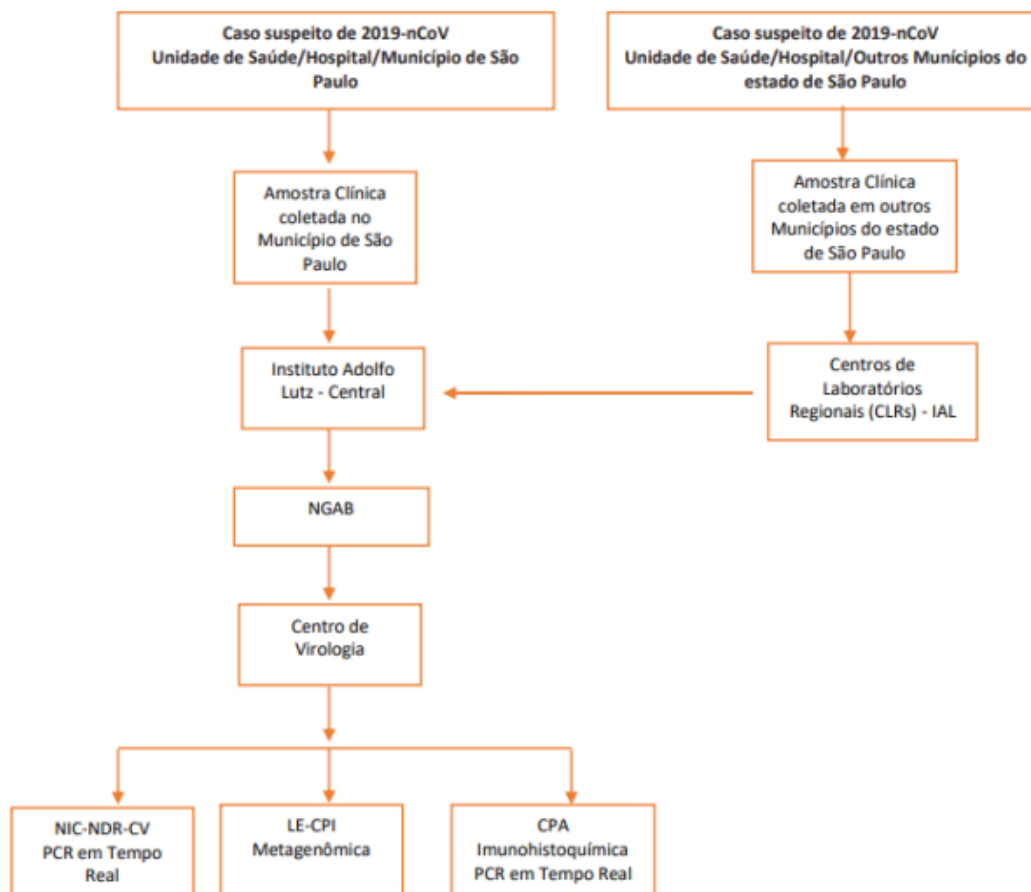 Caso suspeito de 2019-nCoV
Unidade de Saúde/Hospital/Município de São
Paulo
Caso suspeito de 2019-nCoV
Unidade de Saúde/Hospital/Outros Munícipios do
estado de São Paulo
Amostra Clínica
coletada no
Município de São
Paulo
Amostra Clínica
coletada em outros
Municípios do estado
de São Paulo
Instituto Adolfo
Lutz - Central
Centros de
Laboratórios
Regionais (CLRs) - IAL
NGAB
Centro de
Virologia
NIC-NDR-CV
PCR em Tempo
Real
LE-CPI
Metagenômica
CPA
Imunohistoquímica
PCR em Tempo Real